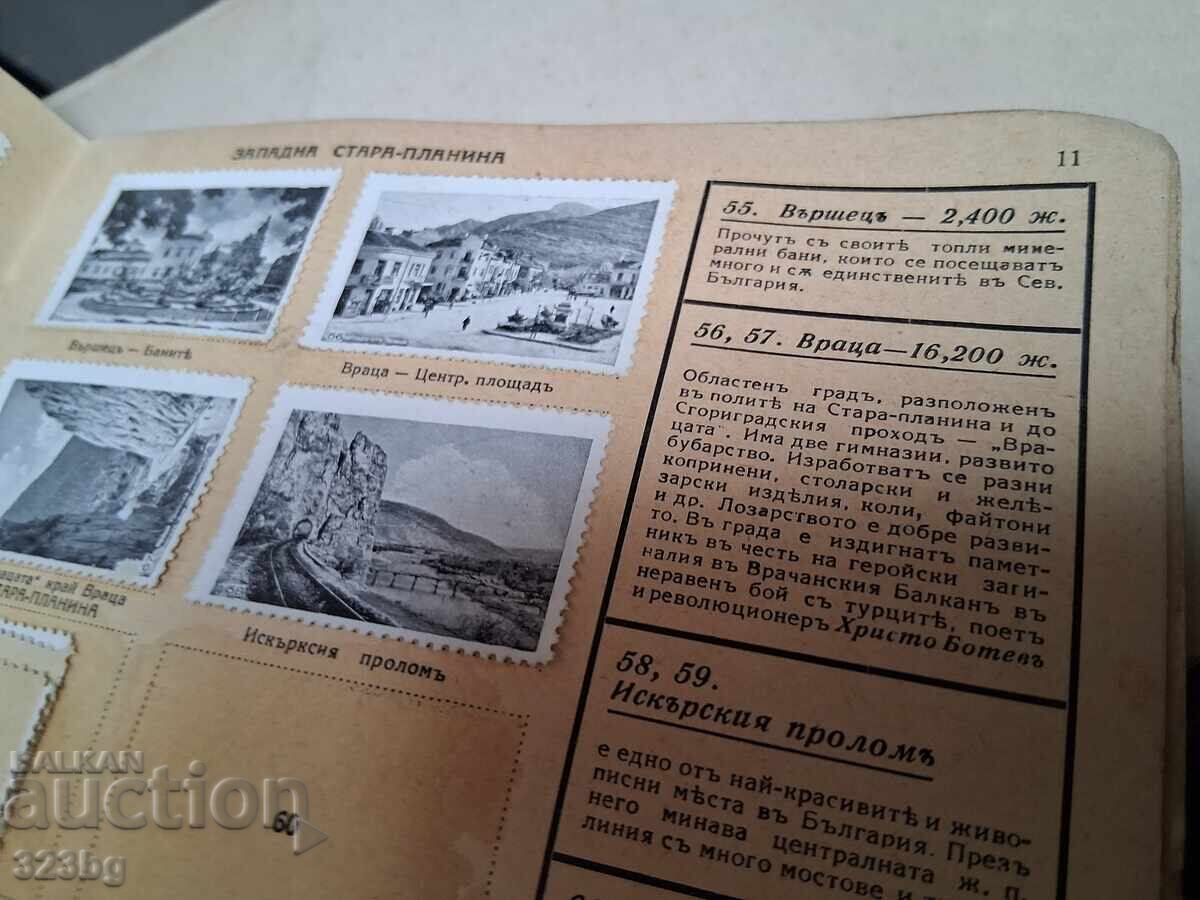 ЗАПАДНА СТАРА-ПЛАНИНА
11
Вършецъ — Банитѣ
Враца — Центр. площадъ
край Враца
СТАРА-ПЛАНИНА
Искърксия проломъ
60
55. Вършецъ — 2,400 ж.
Прочутъ съ своитѣ топли мине-
рални бани, които се посещаватъ
много и сѫ единственитѣ въ Сев.
България.
56, 57. Враца—16,200 ж.
Областенъ градъ, разположенъ
въ политѣ на Стара-планина и до
Сгориградския проходъ — „Вра-
цата". Има две гимназии, развито
бубарство. Изработватъ се разни
копринени, столарски и желѣ-
зарски издѣлия, коли, файтони
и др. Лозарството е добре разви-
то. Въ града е издигнатъ памет-
никъ въ честь на геройски заги-
налия въ Врачанския Балканъ въ
неравенъ бой съ турцитѣ, поетъ
и революционеръ Христо Ботевъ
58, 59.
Искърския проломъ
е едно отъ най-красивитѣ и живо-
писни мѣста въ България. Презъ
него минава централната ж. п.
линия съ много мостове и
BALKAN
auction
323bg